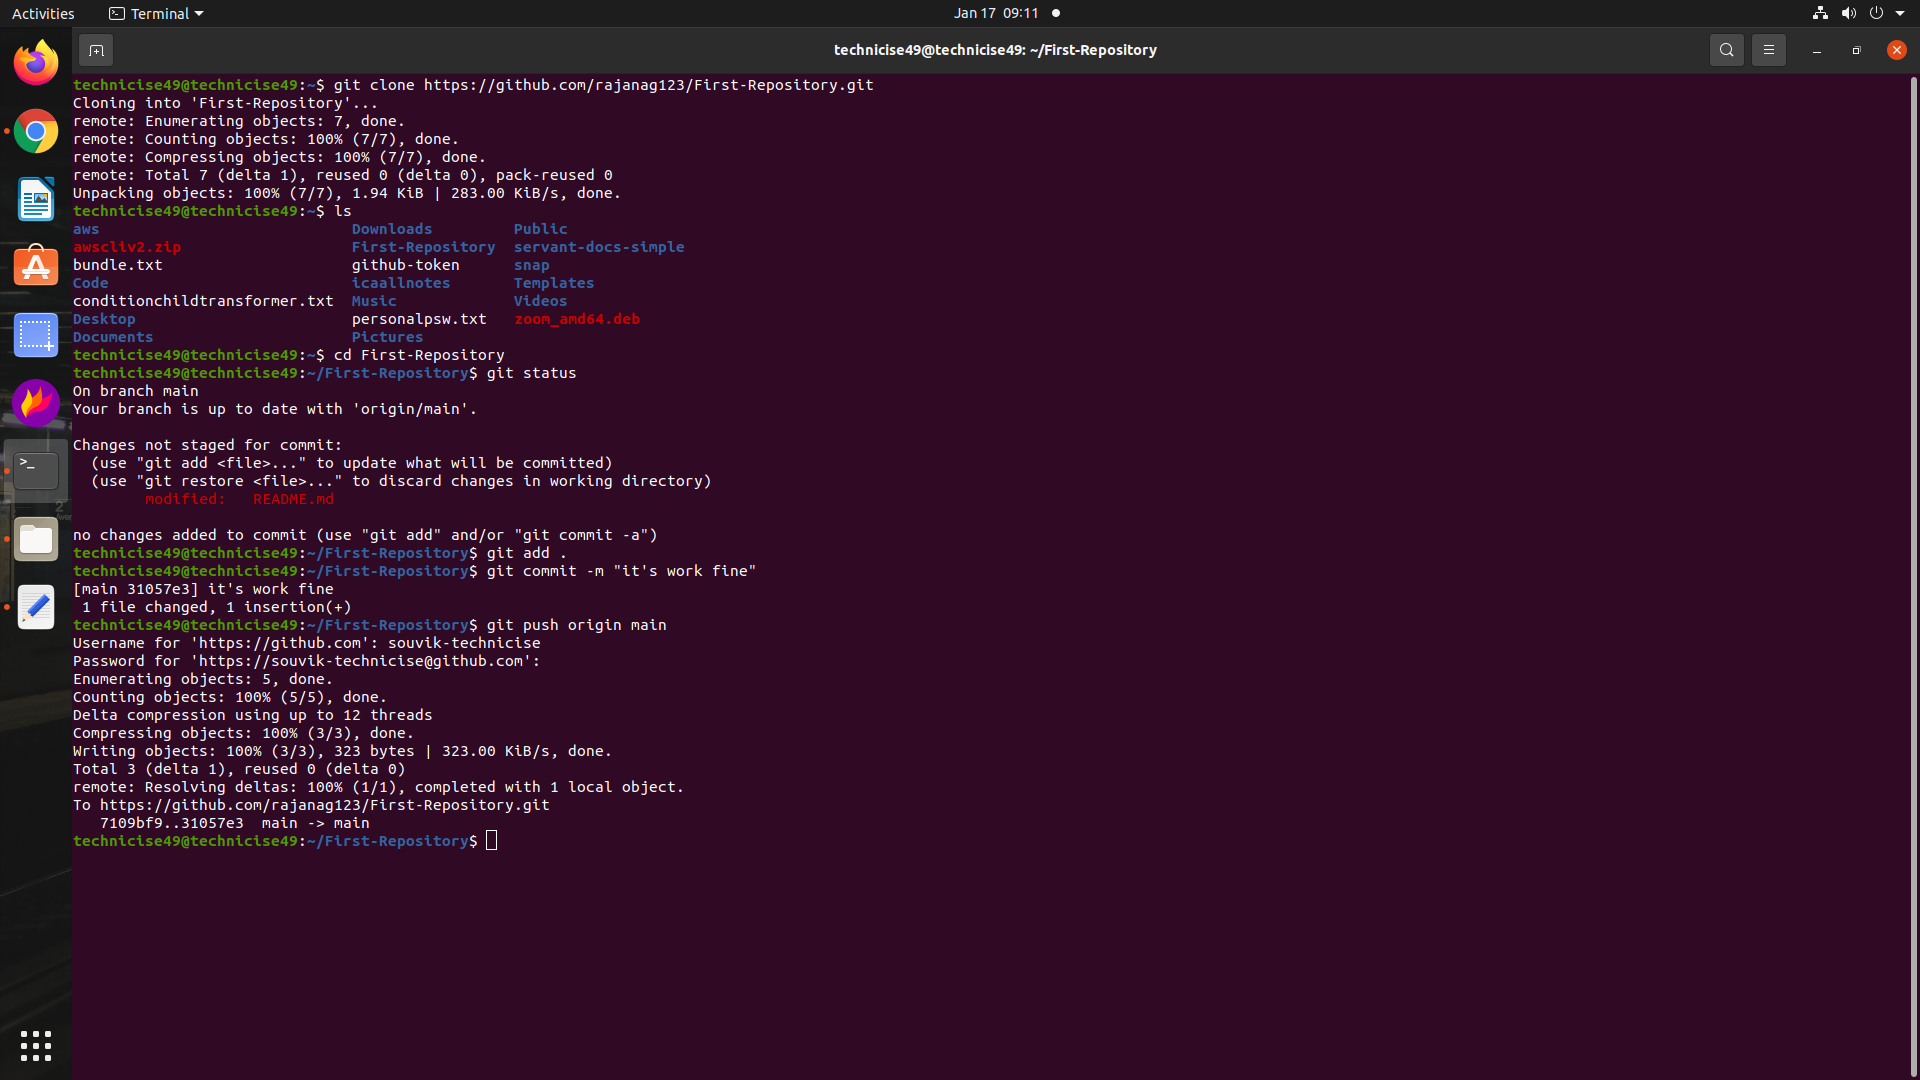 Activities Terminal Jan 17 09:11
technicise49@technicise49: ~/First-Repository
technicise49@technicise49:~$ git clone https://github.com/rajanag123/First-Repository.git
Cloning into 'First-Repository'...
remote: Enumerating objects: 7, done.
remote: Counting objects: 100% (7/7), done.
remote: Compressing objects: 100% (7/7), done.
remote: Total 7 (delta 1), reused 0 (delta 0), pack-reused 0
Unpacking objects: 100% (7/7), 1.94 KiB | 283.00 KiB/s, done.
technicise49@technicise49:~$ ls
aws Downloads Public
awscliv2.zip First-Repository servant-docs-simple
bundle.txt github-token snap
Code icaallnotes Templates
conditionchildtransformer.txt Music Videos
Desktop personalpsw.txt zoom_amd64.deb
Documents Pictures
technicise49@technicise49:~$ cd First-Repository
technicise49@technicise49:~/First-Repository$ git status
On branch main
Your branch is up to date with 'origin/main'.
Changes not staged for commit:
(use "git add <file>..." to update what will be committed)
(use "git restore <file>..." to discard changes in working directory)
modified: README.md
no changes added to commit (use "git add" and/or "git commit -a")
technicise49@technicise49:~/First-Repository$ git add .
technicise49@technicise49:~/First-Repository$ git commit -m "it's work fine"
[main 31057e3] it's work fine
1 file changed, 1 insertion(+)
technicise49@technicise49:~/First-Repository$ git push origin main
Username for 'https://github.com': souvik-technicise
Password for 'https://souvik-technicise@github.com':
Enumerating objects: 5, done.
Counting objects: 100% (5/5), done.
Delta compression using up to 12 threads
Compressing objects: 100% (3/3), done.
Writing objects: 100% (3/3), 323 bytes | 323.00 KiB/s, done.
Total 3 (delta 1), reused 0 (delta 0)
remote: Resolving deltas: 100% (1/1), completed with 1 local object.
To https://github.com/rajanag123/First-Repository.git
7109bf9..31057e3 main -> main
technicise49@technicise49:~/First-Repository$